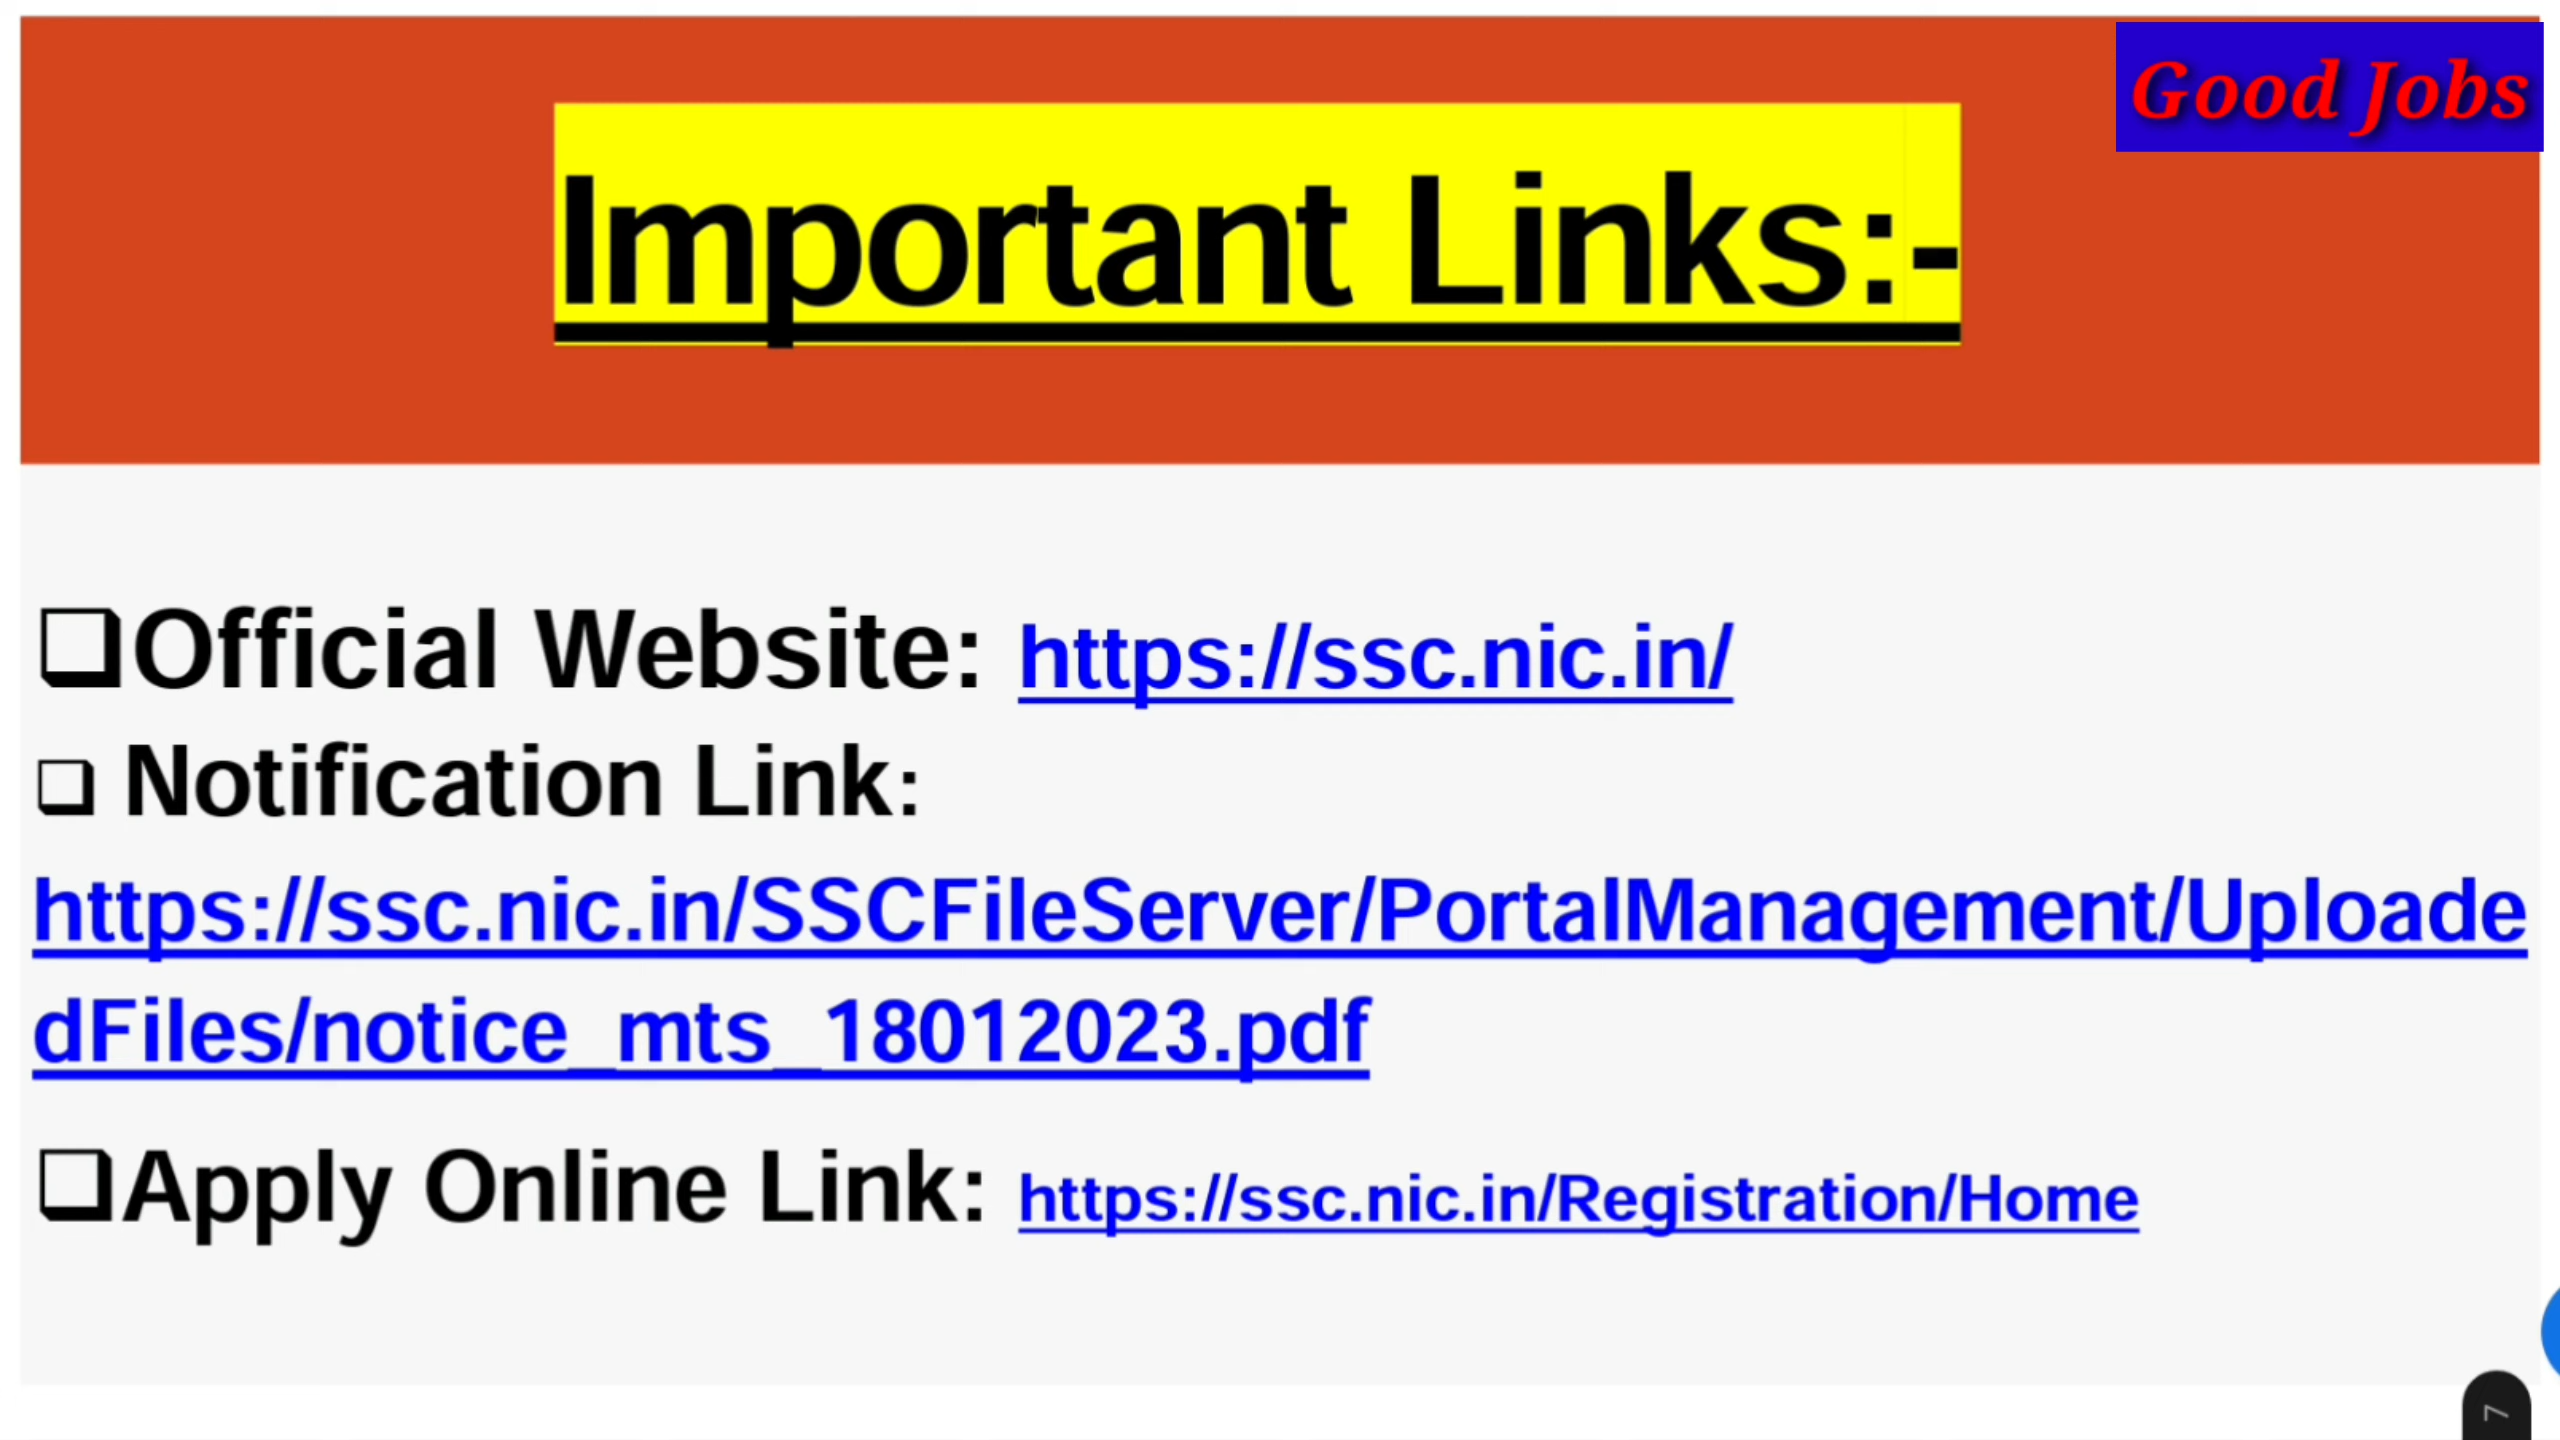 Good Jobs
Important Links:-
❑Official Website: https://ssc.nic.in/
❑ Notification Link:
https://ssc.nic.in/SSCFileServer/PortalManagement/Uploade
dFiles/notice_mts_18012023.pdf
❑Apply Online Link: https://ssc.nic.in/Registration/Home
7